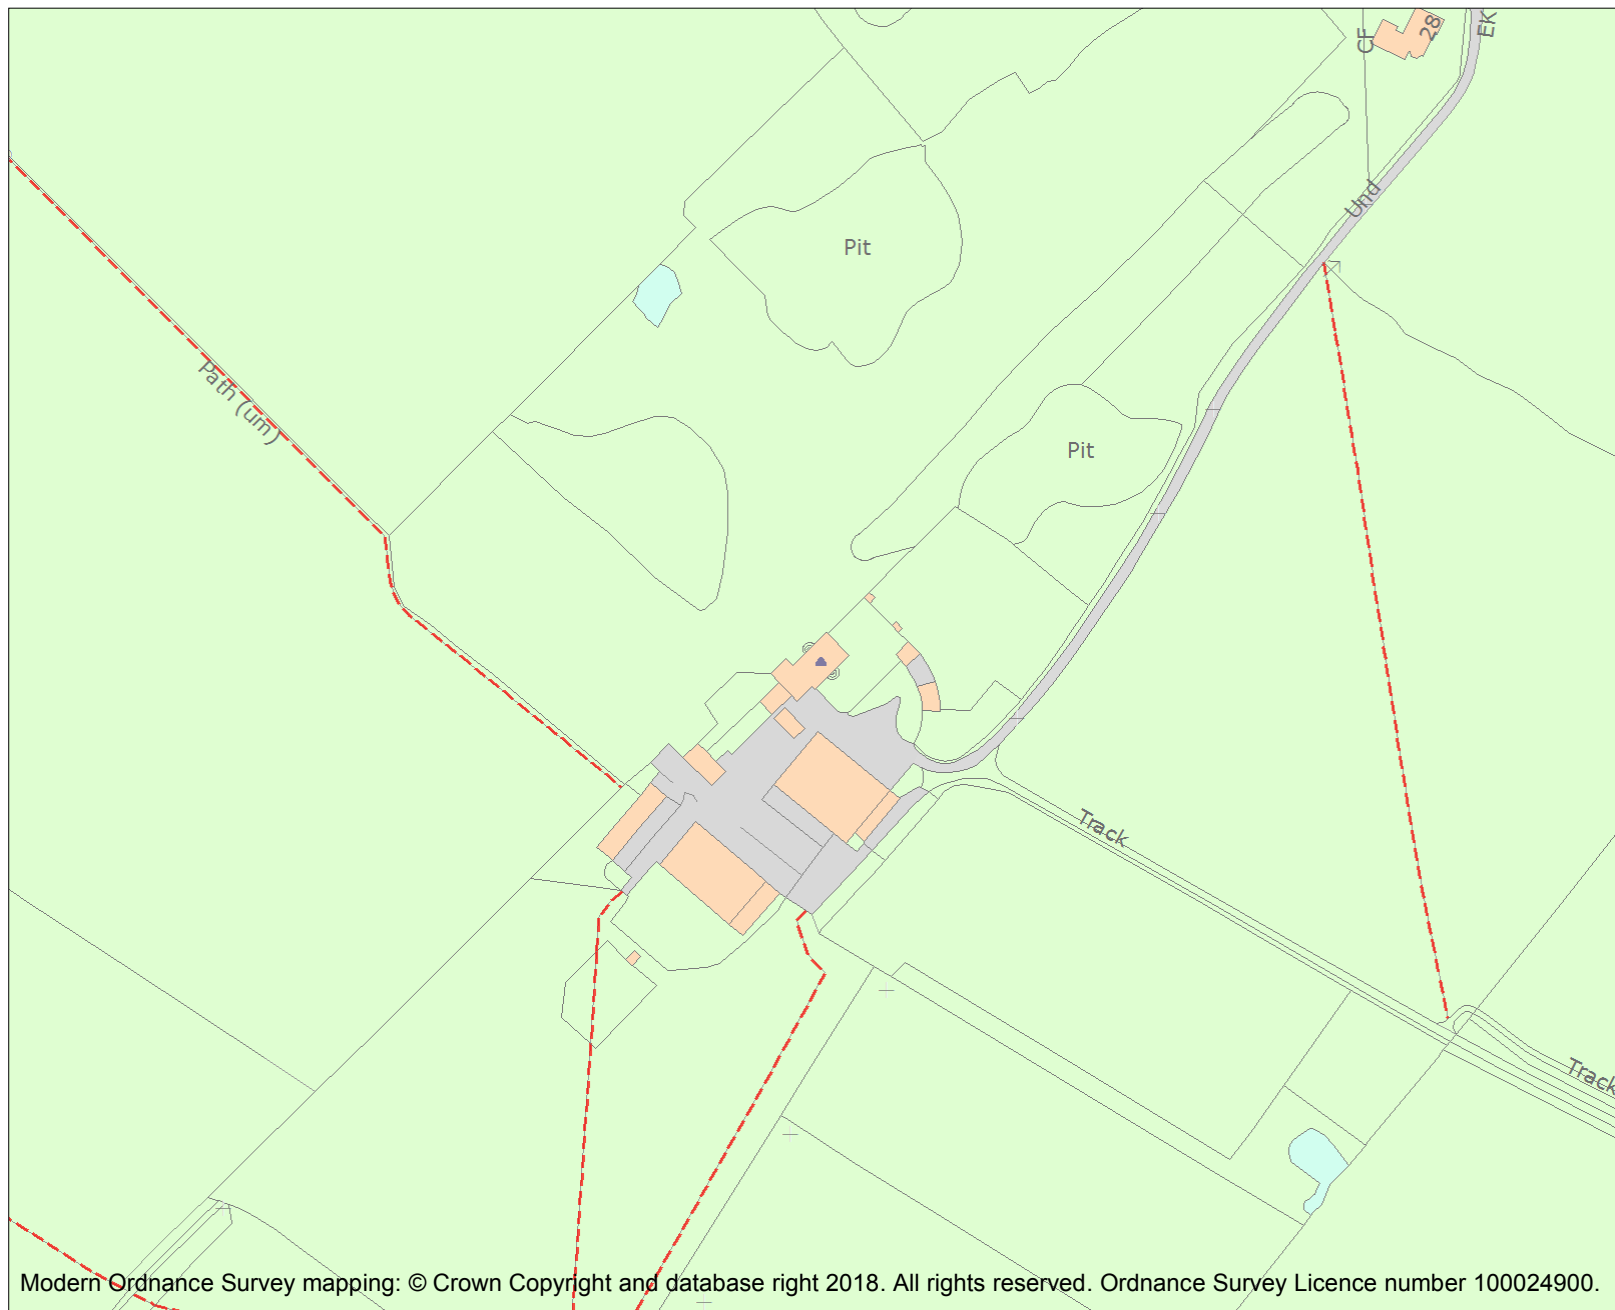 CF
28
EK
Und
Pit
Path (um)
Pit
Track
Track
Modern Ordnance Survey mapping: © Crown Copyright and database right 2018. All rights reserved. Ordnance Survey Licence number 100024900.